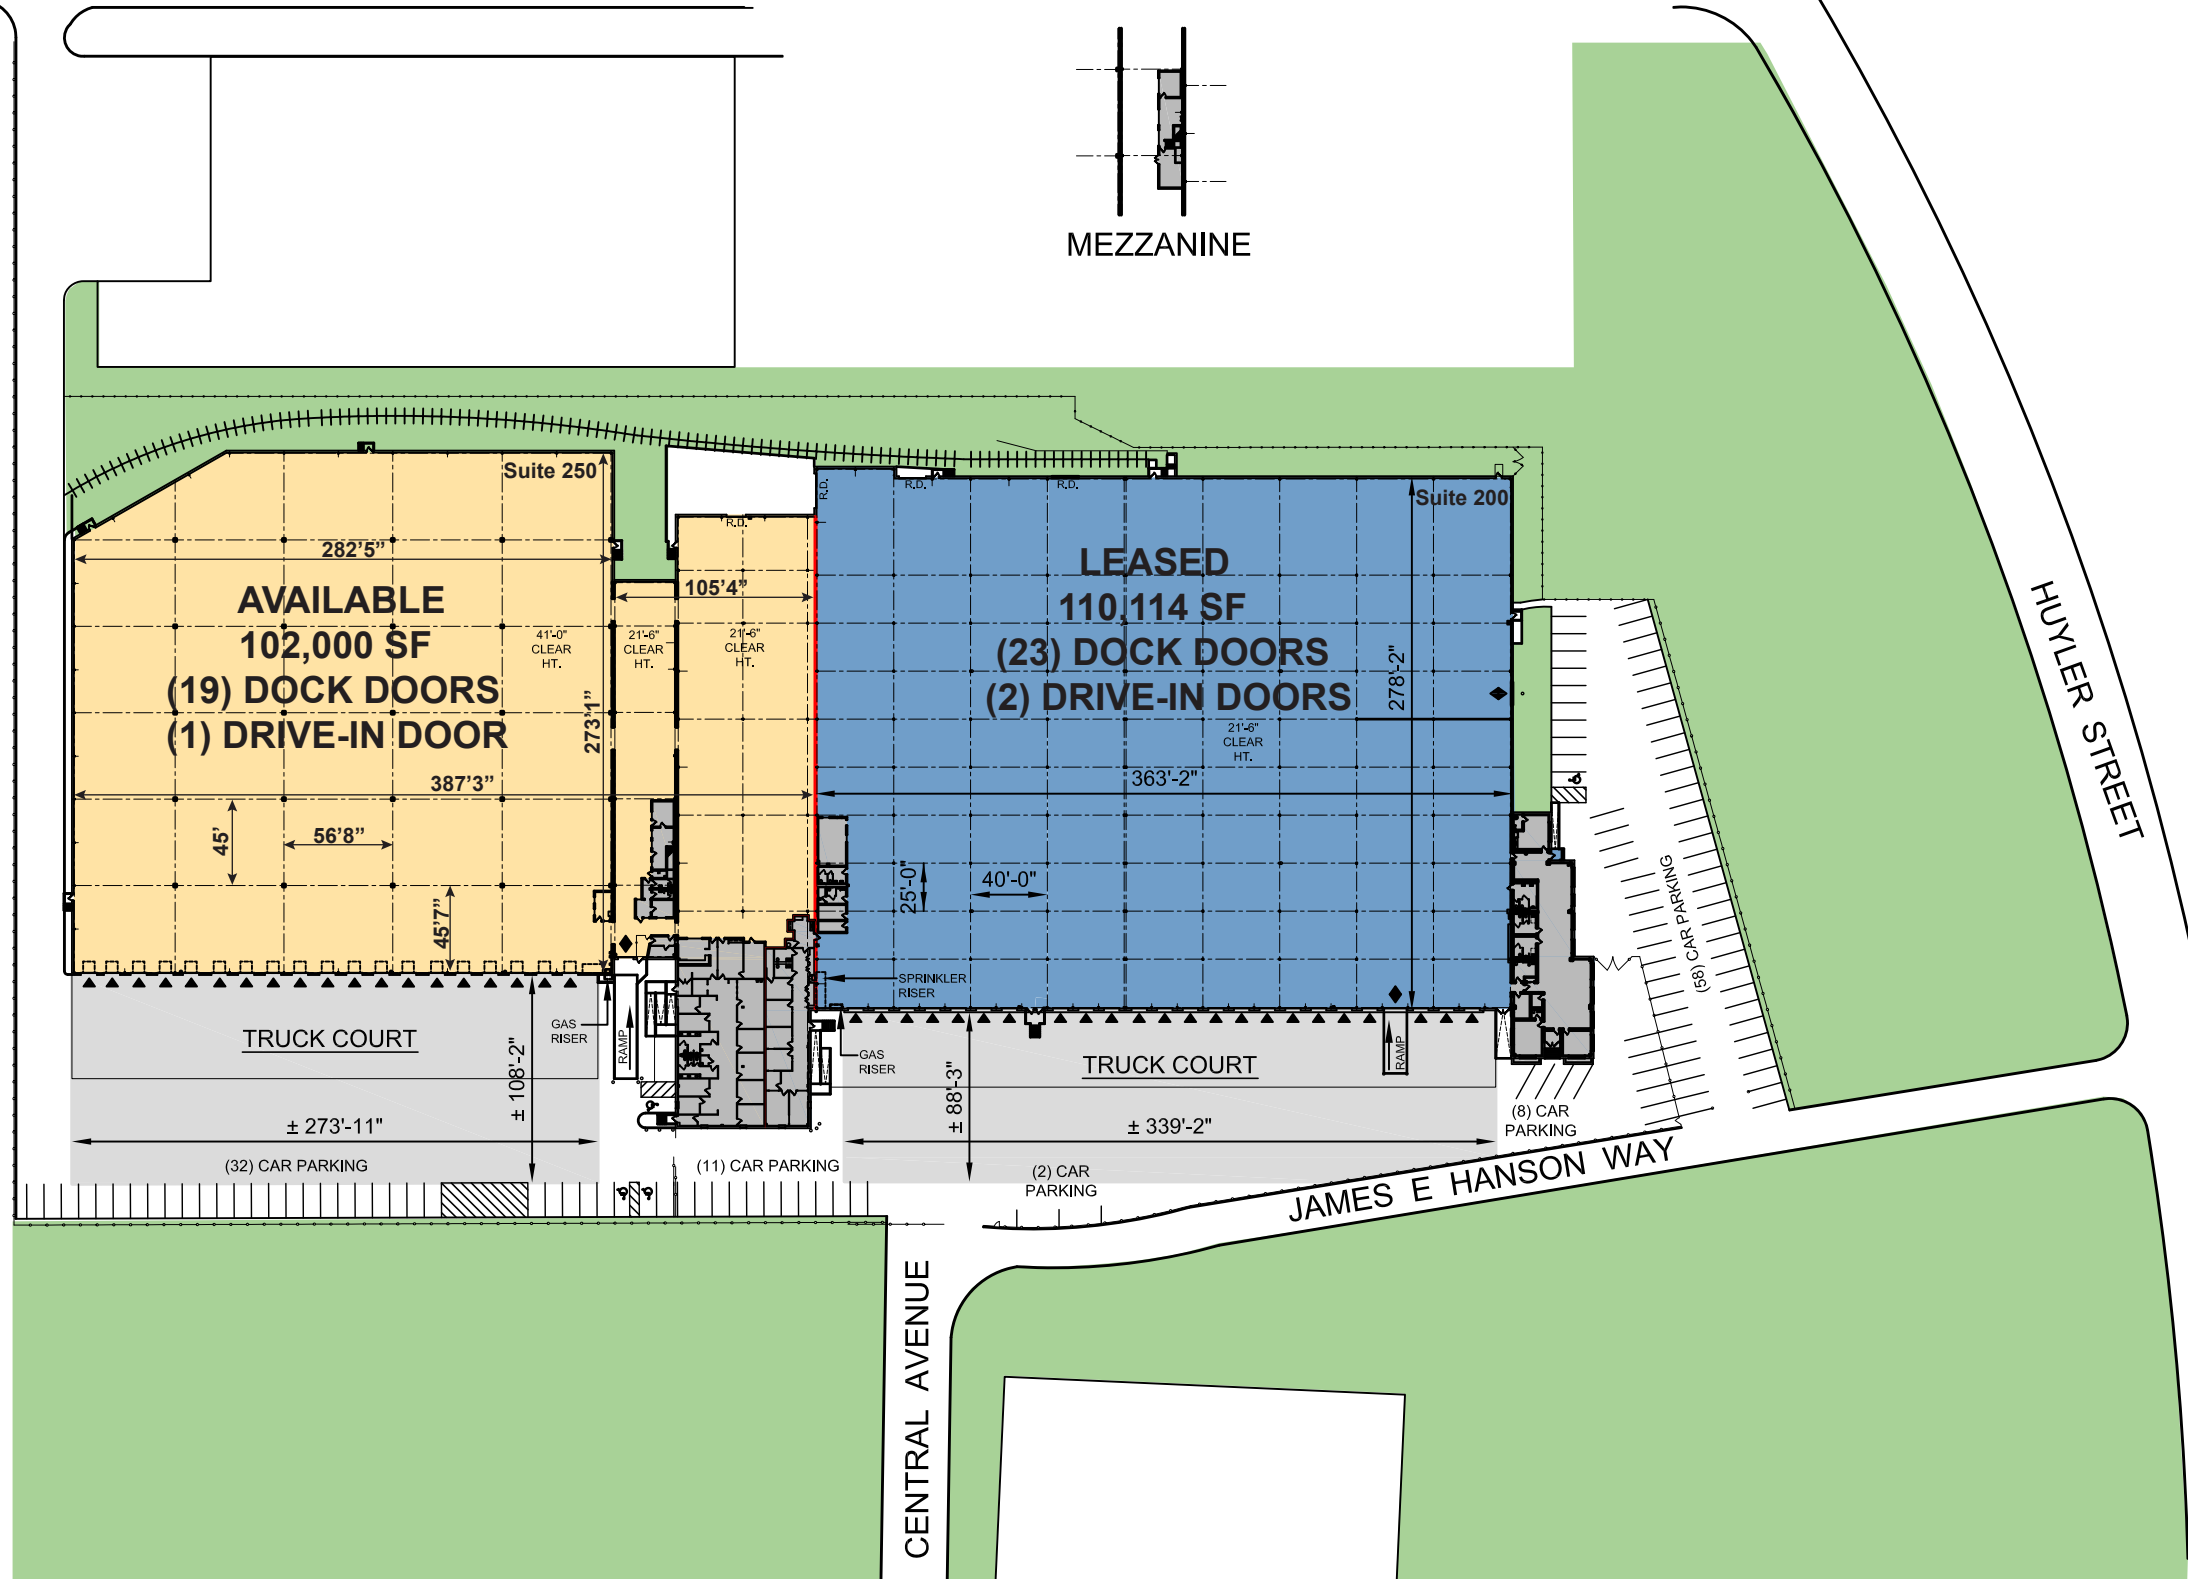 MEZZANINE
Suite 250
282'5"
AVAILABLE
102,000 SF
(19) DOCK DOORS
(1) DRIVE-IN DOOR
41'-0"
CLEAR
HT.
273'1"
387'3"
45'
56'8"
45'7"
21'-6"
CLEAR
HT.
R.D.
105'4"
21'-6"
CLEAR
HT.
R.D.
R.D.
R.D.
Suite 200
LEASED
110,114 SF
(23) DOCK DOORS
(2) DRIVE-IN DOORS
278'-2"
21'-6"
CLEAR
HT.
363'-2"
25'-0"
40'-0"
SPRINKLER
RISER
TRUCK COURT
GAS
RISER
RAMP
± 108'-2"
± 273'-11"
(32) CAR PARKING
(11) CAR PARKING
GAS
RISER
± 88'-3"
TRUCK COURT
RAMP
± 339'-2"
(2) CAR
PARKING
(8) CAR
PARKING
(58) CAR PARKING
HUYLER STREET
JAMES E HANSON WAY
CENTRAL AVENUE